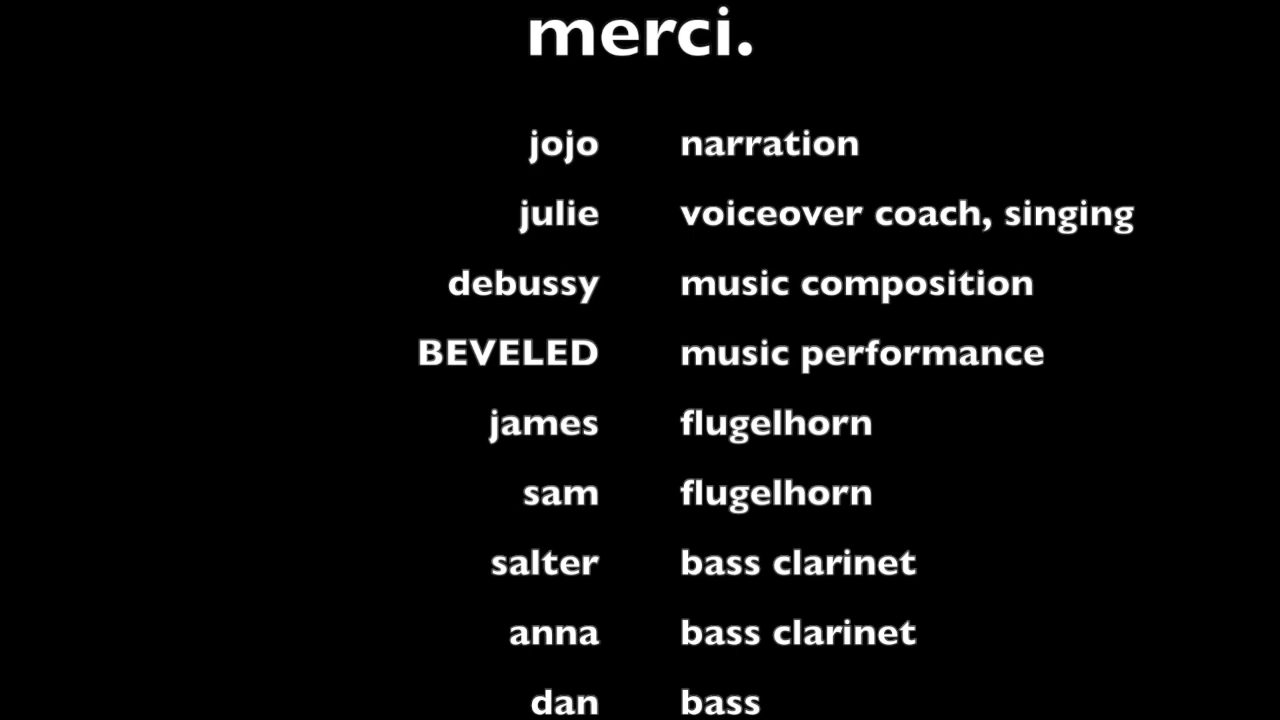 merci.
jojo narration
julie voiceover coach, singing
debussy music composition
BEVELED music performance
james flugelhorn
sam flugelhorn
salter bass clarinet
anna bass clarinet
dan bass